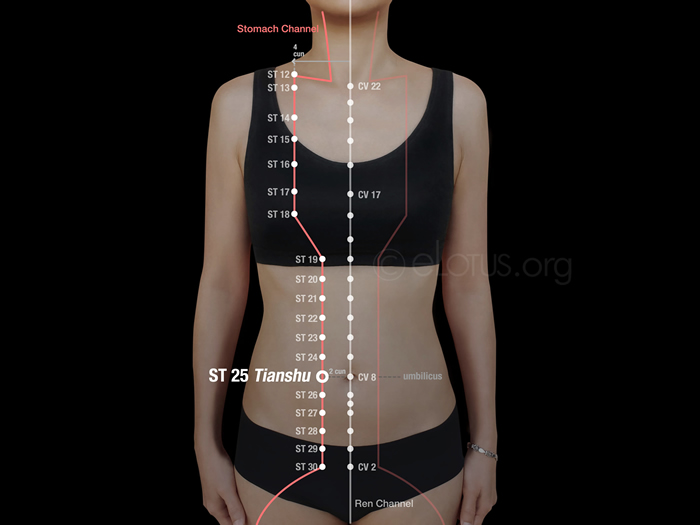 Stomach Channel
4
cun
ST 12
ST 13
CV 22
ST 14
ST 15
ST 16
ST 17
CV 17
ST 18
ST 19
© eLotus.org
ST 20
ST 21
ST 22
ST 23
ST 24
ST 25 Tianshu
2 cun
CV 8
umbilicus
ST 26
ST 27
ST 28
ST 29
ST 30
CV 2
Ren Channel